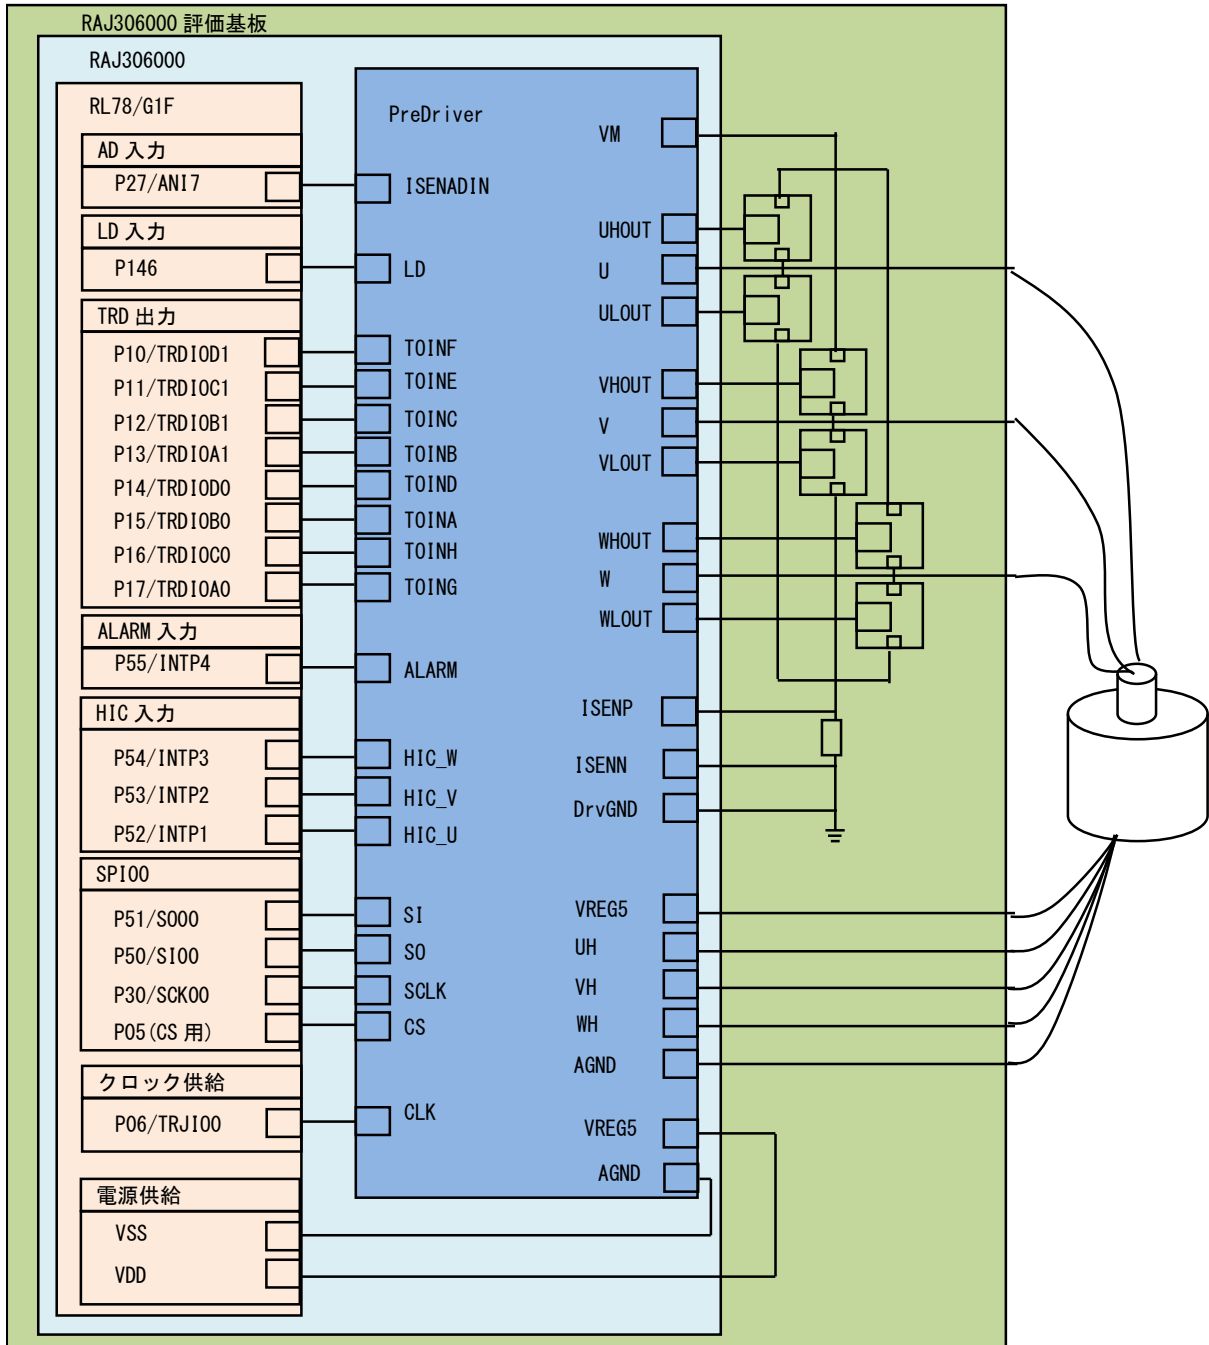 RAJ306000 評価基板
RAJ306000
RL78/G1F
AD 入力
P27/ANI7
LD 入力
P146
TRD 出力
P10/TRDIOD1
P11/TRDIOC1
P12/TRDIOB1
P13/TRDIOA1
P14/TRDIOD0
P15/TRDIOB0
P16/TRDIOC0
P17/TRDIOA0
ALARM 入力
P55/INTP4
HIC 入力
P54/INTP3
P53/INTP2
P52/INTP1
SPI00
P51/SO00
P50/SI00
P30/SCK00
P05(CS 用)
クロック供給
P06/TRJIO0
電源供給
VSS
VDD
PreDriver
ISENADIN
LD
TOINF
TOINE
TOINC
TOINB
TOIND
TOINA
TOINH
TOING
ALARM
HIC_W
HIC_V
HIC_U
SI
SO
SCLK
CS
CLK
VM
UHOUT
U
ULOUT
VHOUT
V
VLOUT
WHOUT
W
WLOUT
ISENP
ISENN
DrvGND
VREG5
UH
VH
WH
AGND
VREG5
AGND